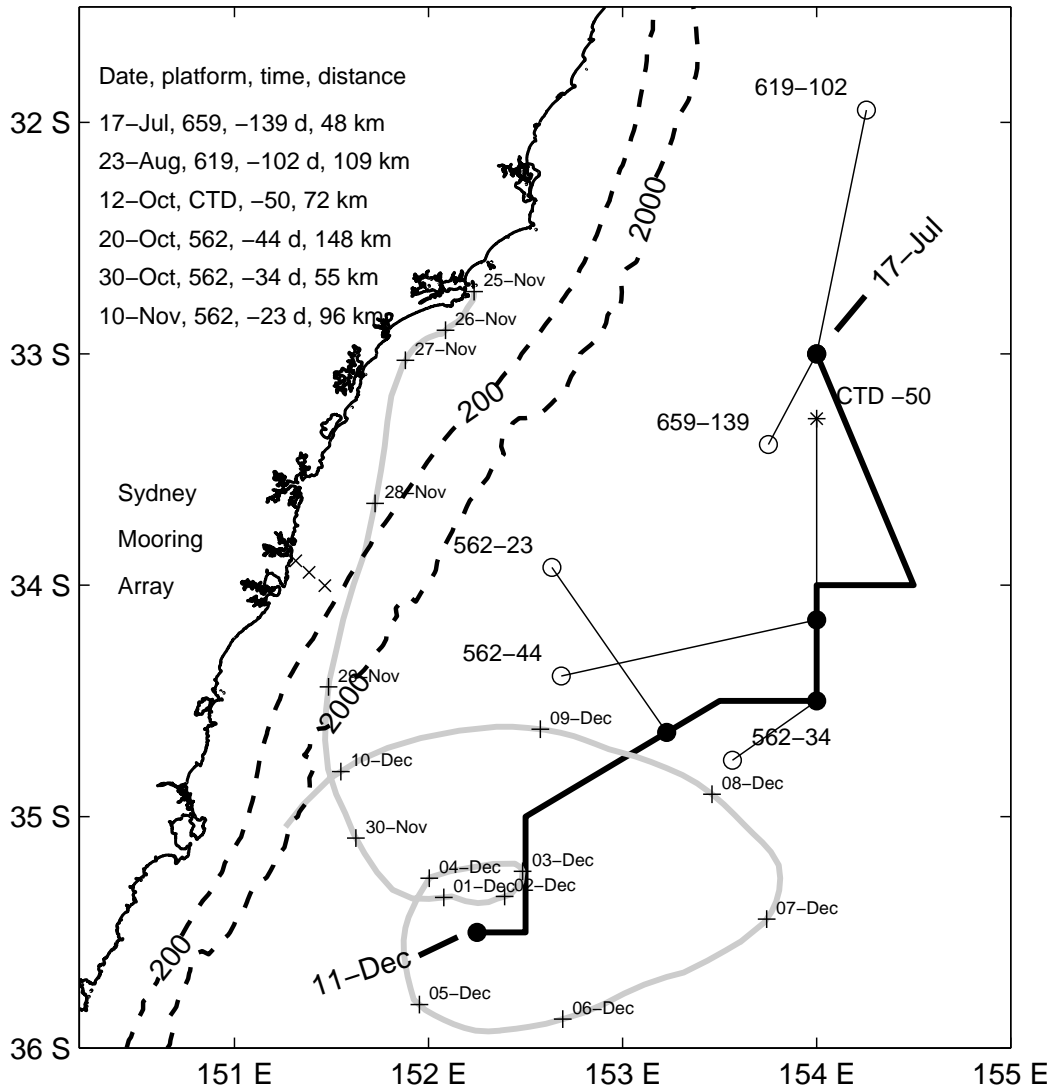 Date, platform, time, distance
17−Jul, 659, −139 d, 48 km
23−Aug, 619, −102 d, 109 km
12−Oct, CTD, −50, 72 km
20−Oct, 562, −44 d, 148 km
30−Oct, 562, −34 d, 55 km
10−Nov, 562, −23 d, 96 km
619−102
32 S
2000
17−Jul
25−Nov
26−Nov
27−Nov
33 S
200
CTD −50
659−139
28−Nov
Sydney
Mooring
Array
562−23
34 S
562−44
29−Nov
2000
09−Dec
562−34
10−Dec
08−Dec
30−Nov
35 S
03−Dec
04−Dec
01−Dec
02−Dec
07−Dec
200
11−Dec
05−Dec
06−Dec
36 S
151 E
152 E
153 E
154 E
155 E